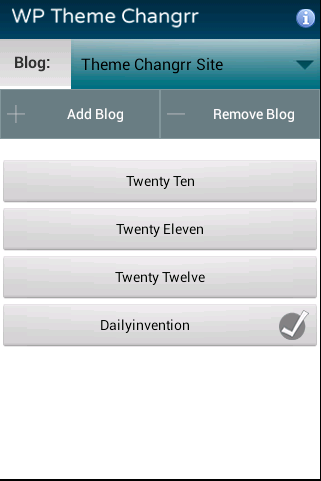 WP Theme Changrr
i
Blog: Theme Changrr Site
Add Blog Remove Blog
Twenty Ten
Twenty Eleven
Twenty Twelve
Dailyinvention